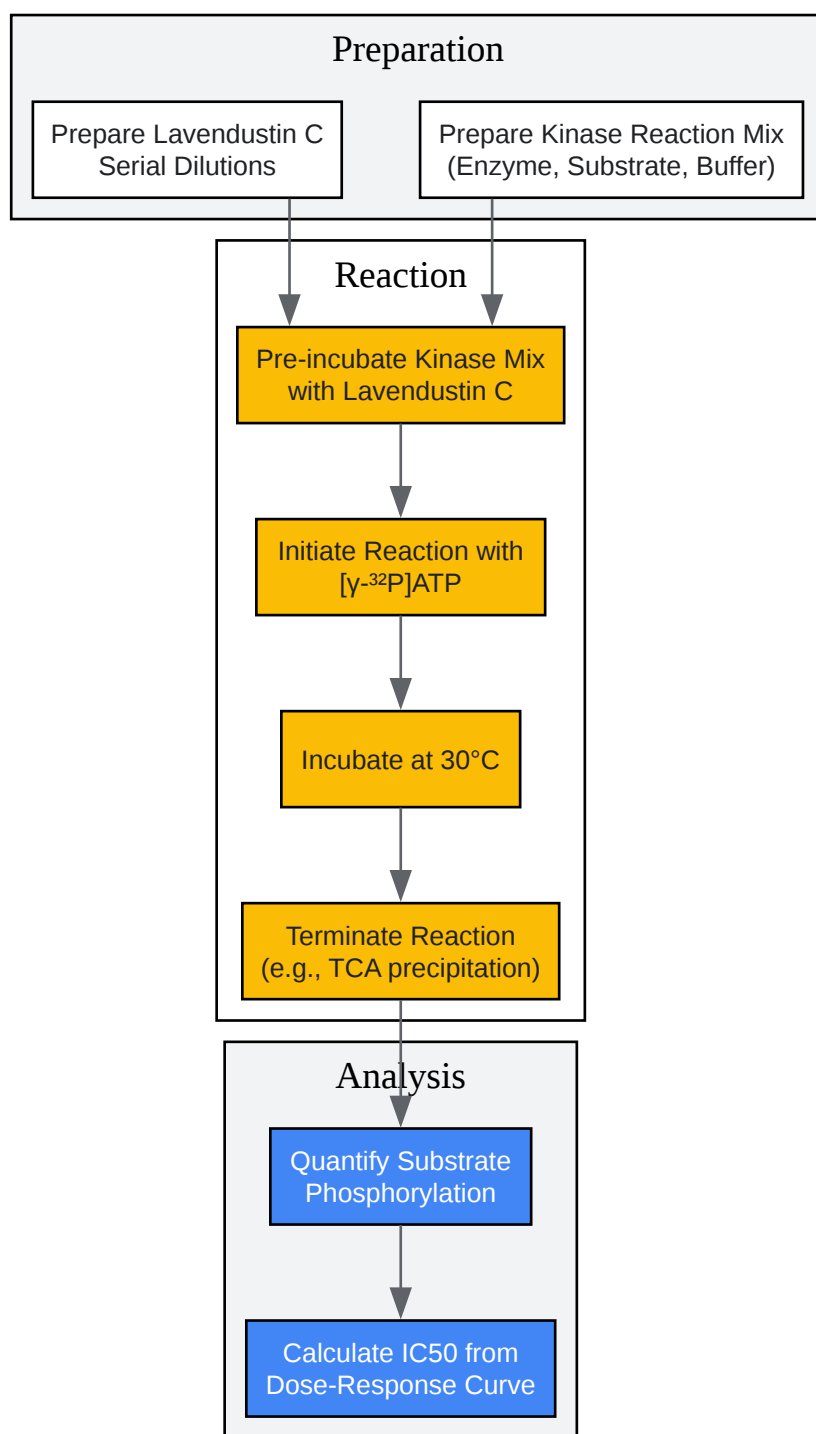 Preparation
Prepare Lavendustin C
Serial Dilutions
Prepare Kinase Reaction Mix
(Enzyme, Substrate, Buffer)
Reaction
Pre-incubate Kinase Mix
with Lavendustin C
Initiate Reaction with
[γ-³²P]ATP
Incubate at 30°C
Terminate Reaction
(e.g., TCA precipitation)
Analysis
Quantify Substrate
Phosphorylation
Calculate IC50 from
Dose-Response Curve